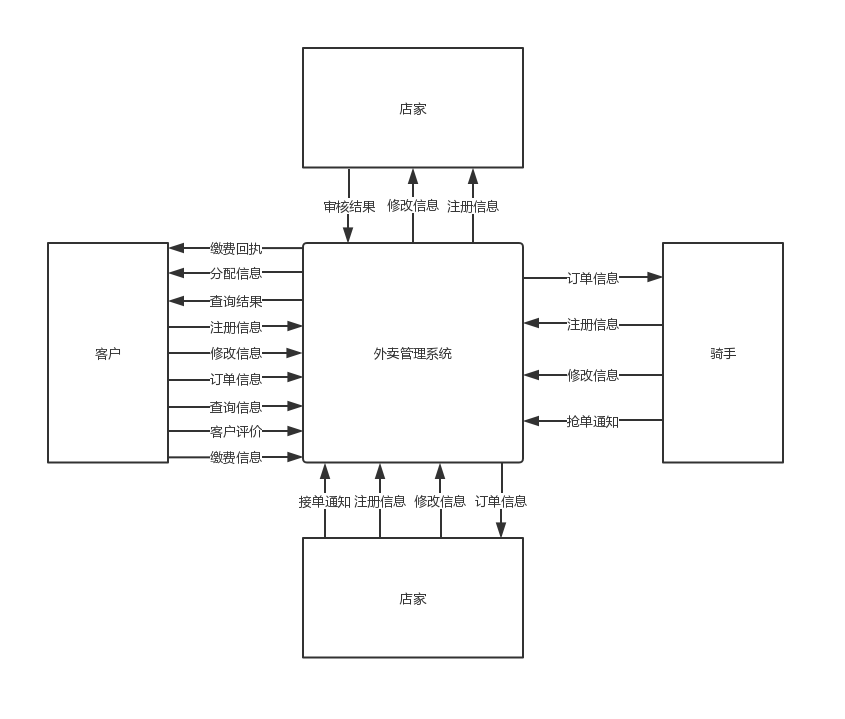 店家
审核结果
修改信息
注册信息
缴费回执
分配信息
查询结果
注册信息
修改信息
订单信息
查询信息
客户评价
缴费信息
客户
外卖管理系统
订单信息
注册信息
修改信息
抢单通知
骑手
接单通知
注册信息
修改信息
订单信息
店家